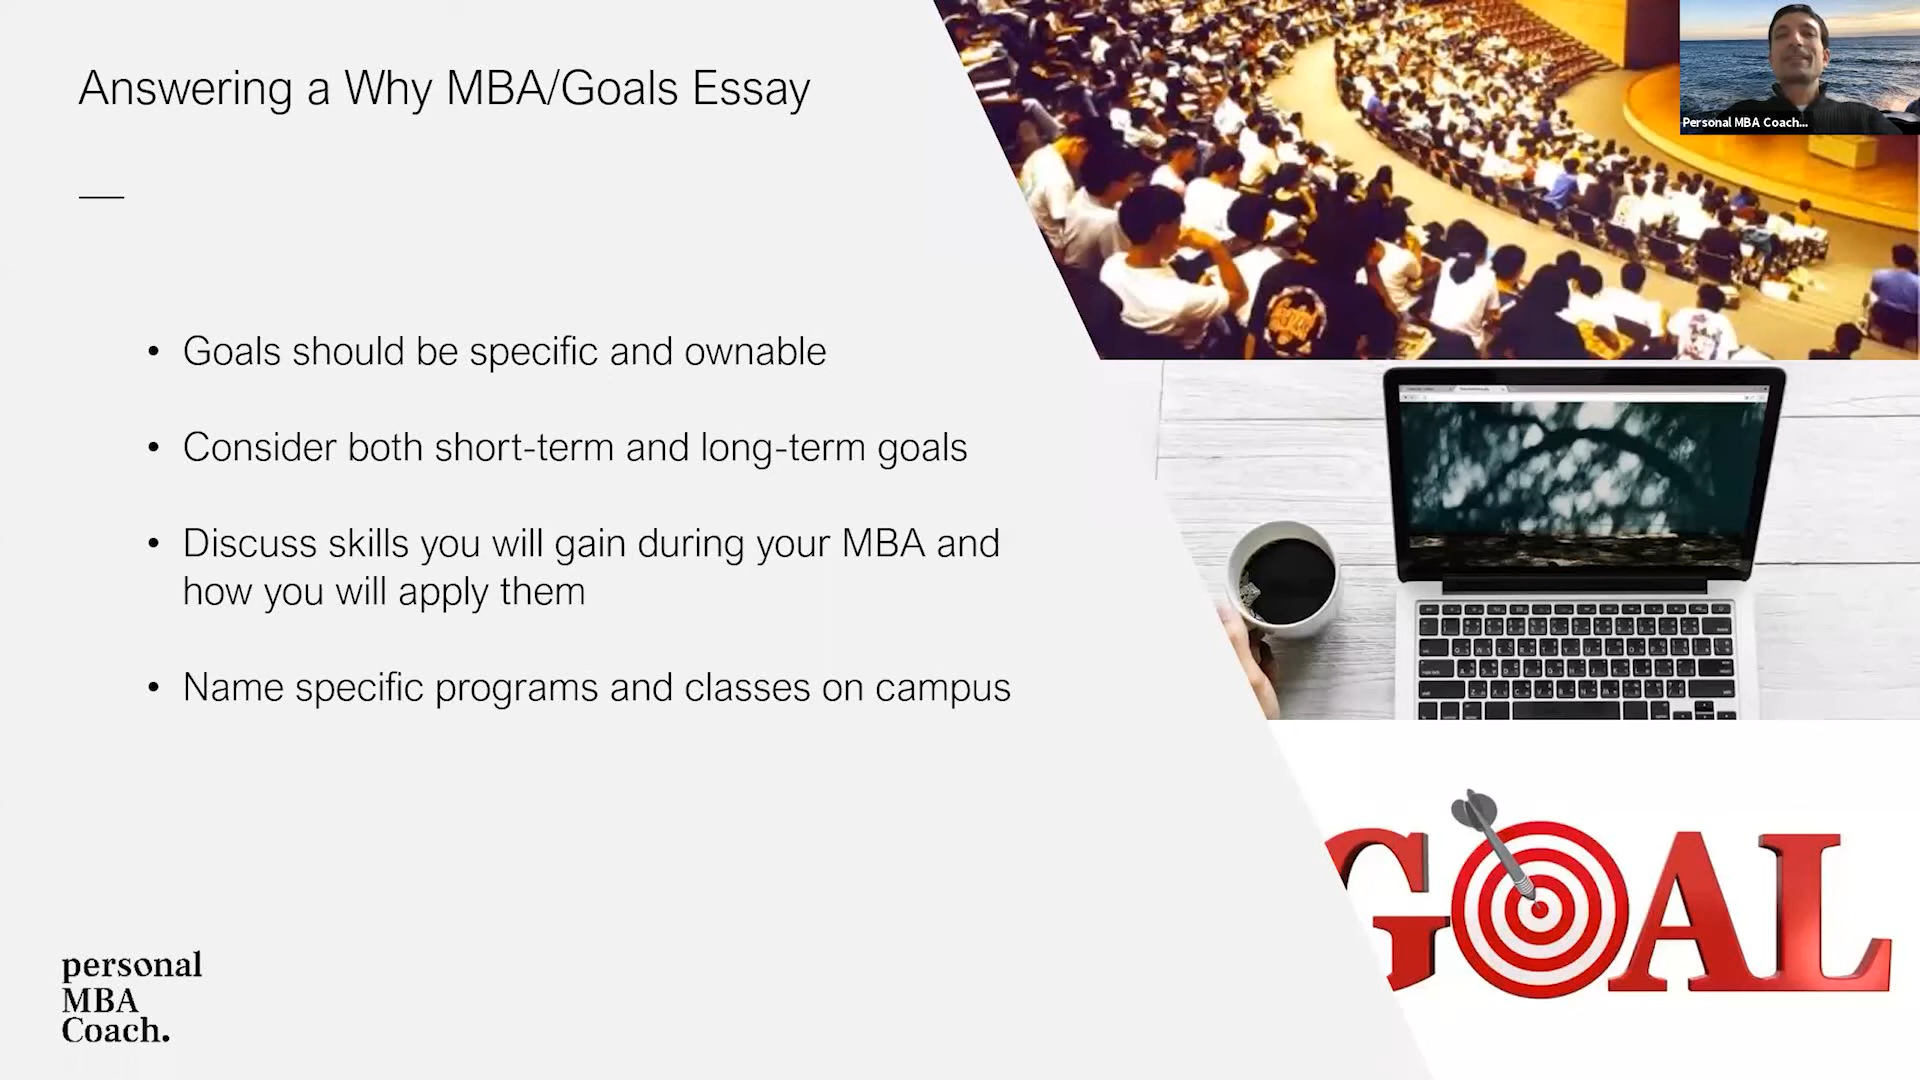 Answering a Why MBA/Goals Essay
Personal MBA Coach...
• Goals should be specific and ownable
• Consider both short-term and long-term goals
• Discuss skills you will gain during your MBA and
how you will apply them
• Name specific programs and classes on campus
GOAL
personal
MBA
Coach.